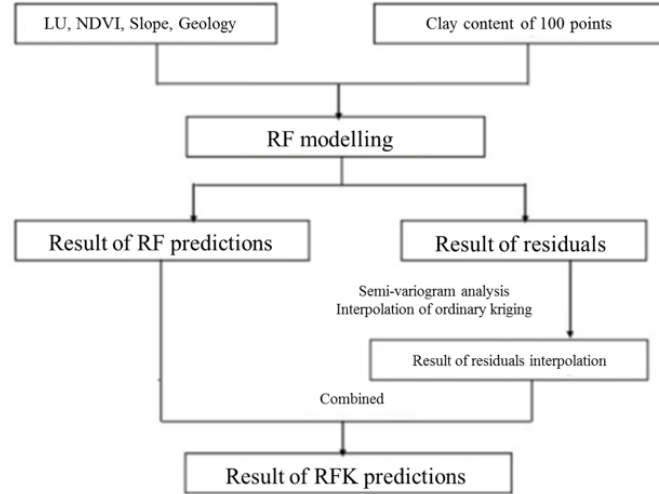 LU, NDVI, Slope, Geology
Clay content of 100 points
RF modelling
Result of RF predictions
Result of residuals
Semi-variogram analysis
Interpolation of ordinary kriging
Result of residuals interpolation
Combined
Result of RFK predictions